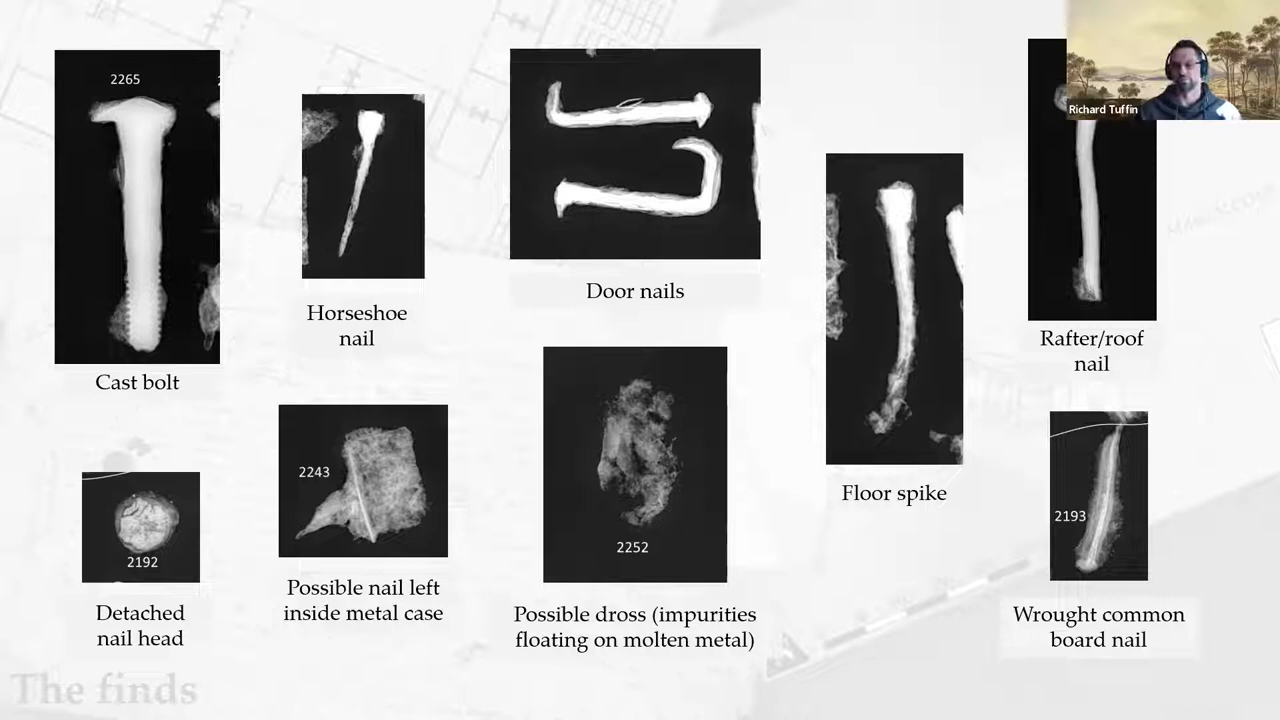 2265
Cast bolt
Horseshoe
nail
Door nails
Richard Tuffin
Rafter/roof
nail
Floor spike
2192
Detached
nail head
2243
Possible nail left
inside metal case
2252
Possible dross (impurities
floating on molten metal)
2193
Wrought common
board nail
The finds